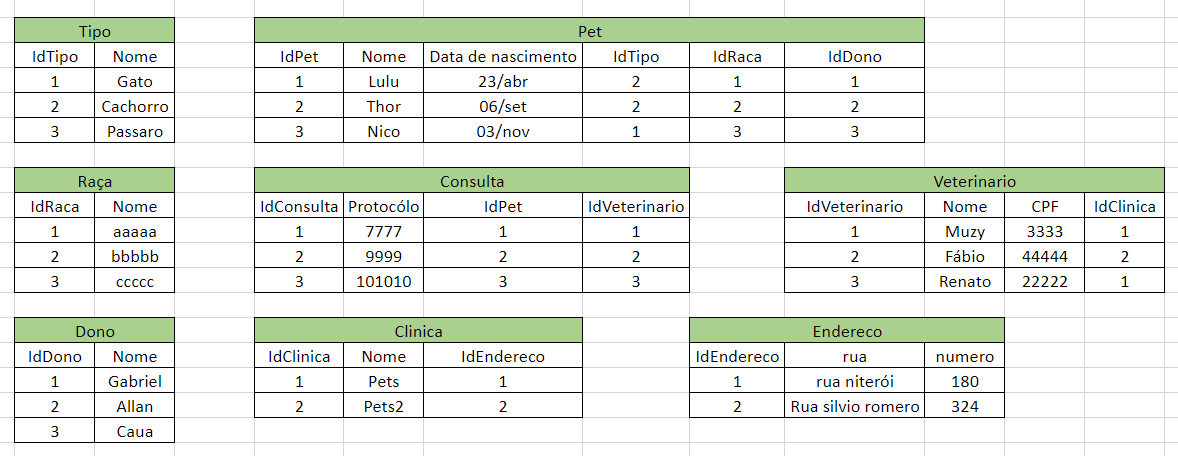 Tipo
IdTipo Nome
1 Gato
2 Cachorro
3 Passaro
Pet
IdPet Nome Data de nascimento IdTipo IdRaca IdDono
1 Lulu 23/abr 2 1 1
2 Thor 06/set 2 2 2
3 Nico 03/nov 1 3 3
Raça
IdRaca Nome
1 aaaaa
2 bbbbb
3 ccccc
Consulta
IdConsulta Protocólo IdPet IdVeterinario
1 7777 1 1
2 9999 2 2
3 101010 3 3
Veterinario
IdVeterinario Nome CPF IdClinica
1 Muzy 3333 1
2 Fábio 44444 2
3 Renato 22222 1
Dono
IdDono Nome
1 Gabriel
2 Allan
3 Caua
Clinica
IdClinica Nome IdEndereco
1 Pets 1
2 Pets2 2
Endereco
IdEndereco rua numero
1 rua niterói 180
2 Rua silvio romero 324